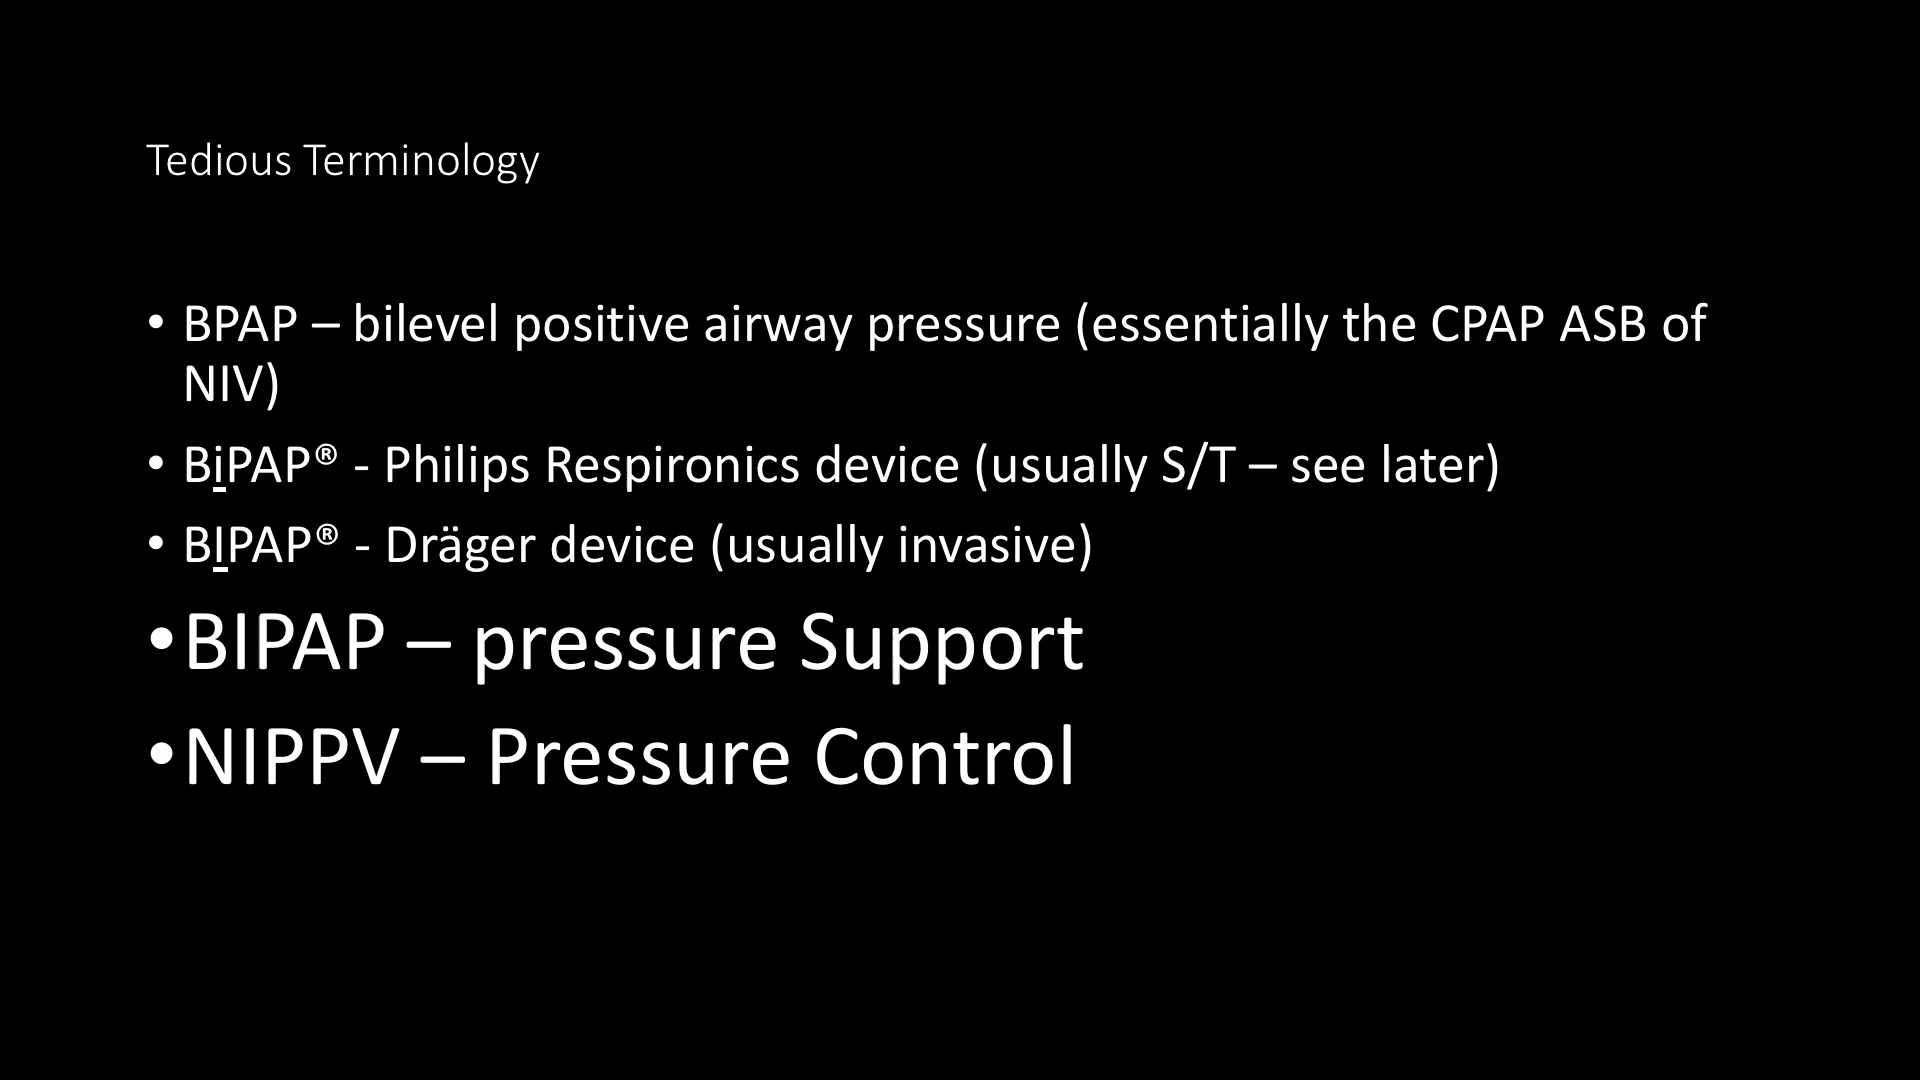 Tedious Terminology
• BPAP – bilevel positive airway pressure (essentially the CPAP ASB of
NIV)
• BiPAP® - Philips Respironics device (usually S/T – see later)
• BIPAP® - Dräger device (usually invasive)
• BIPAP – pressure Support
• NIPPV – Pressure Control